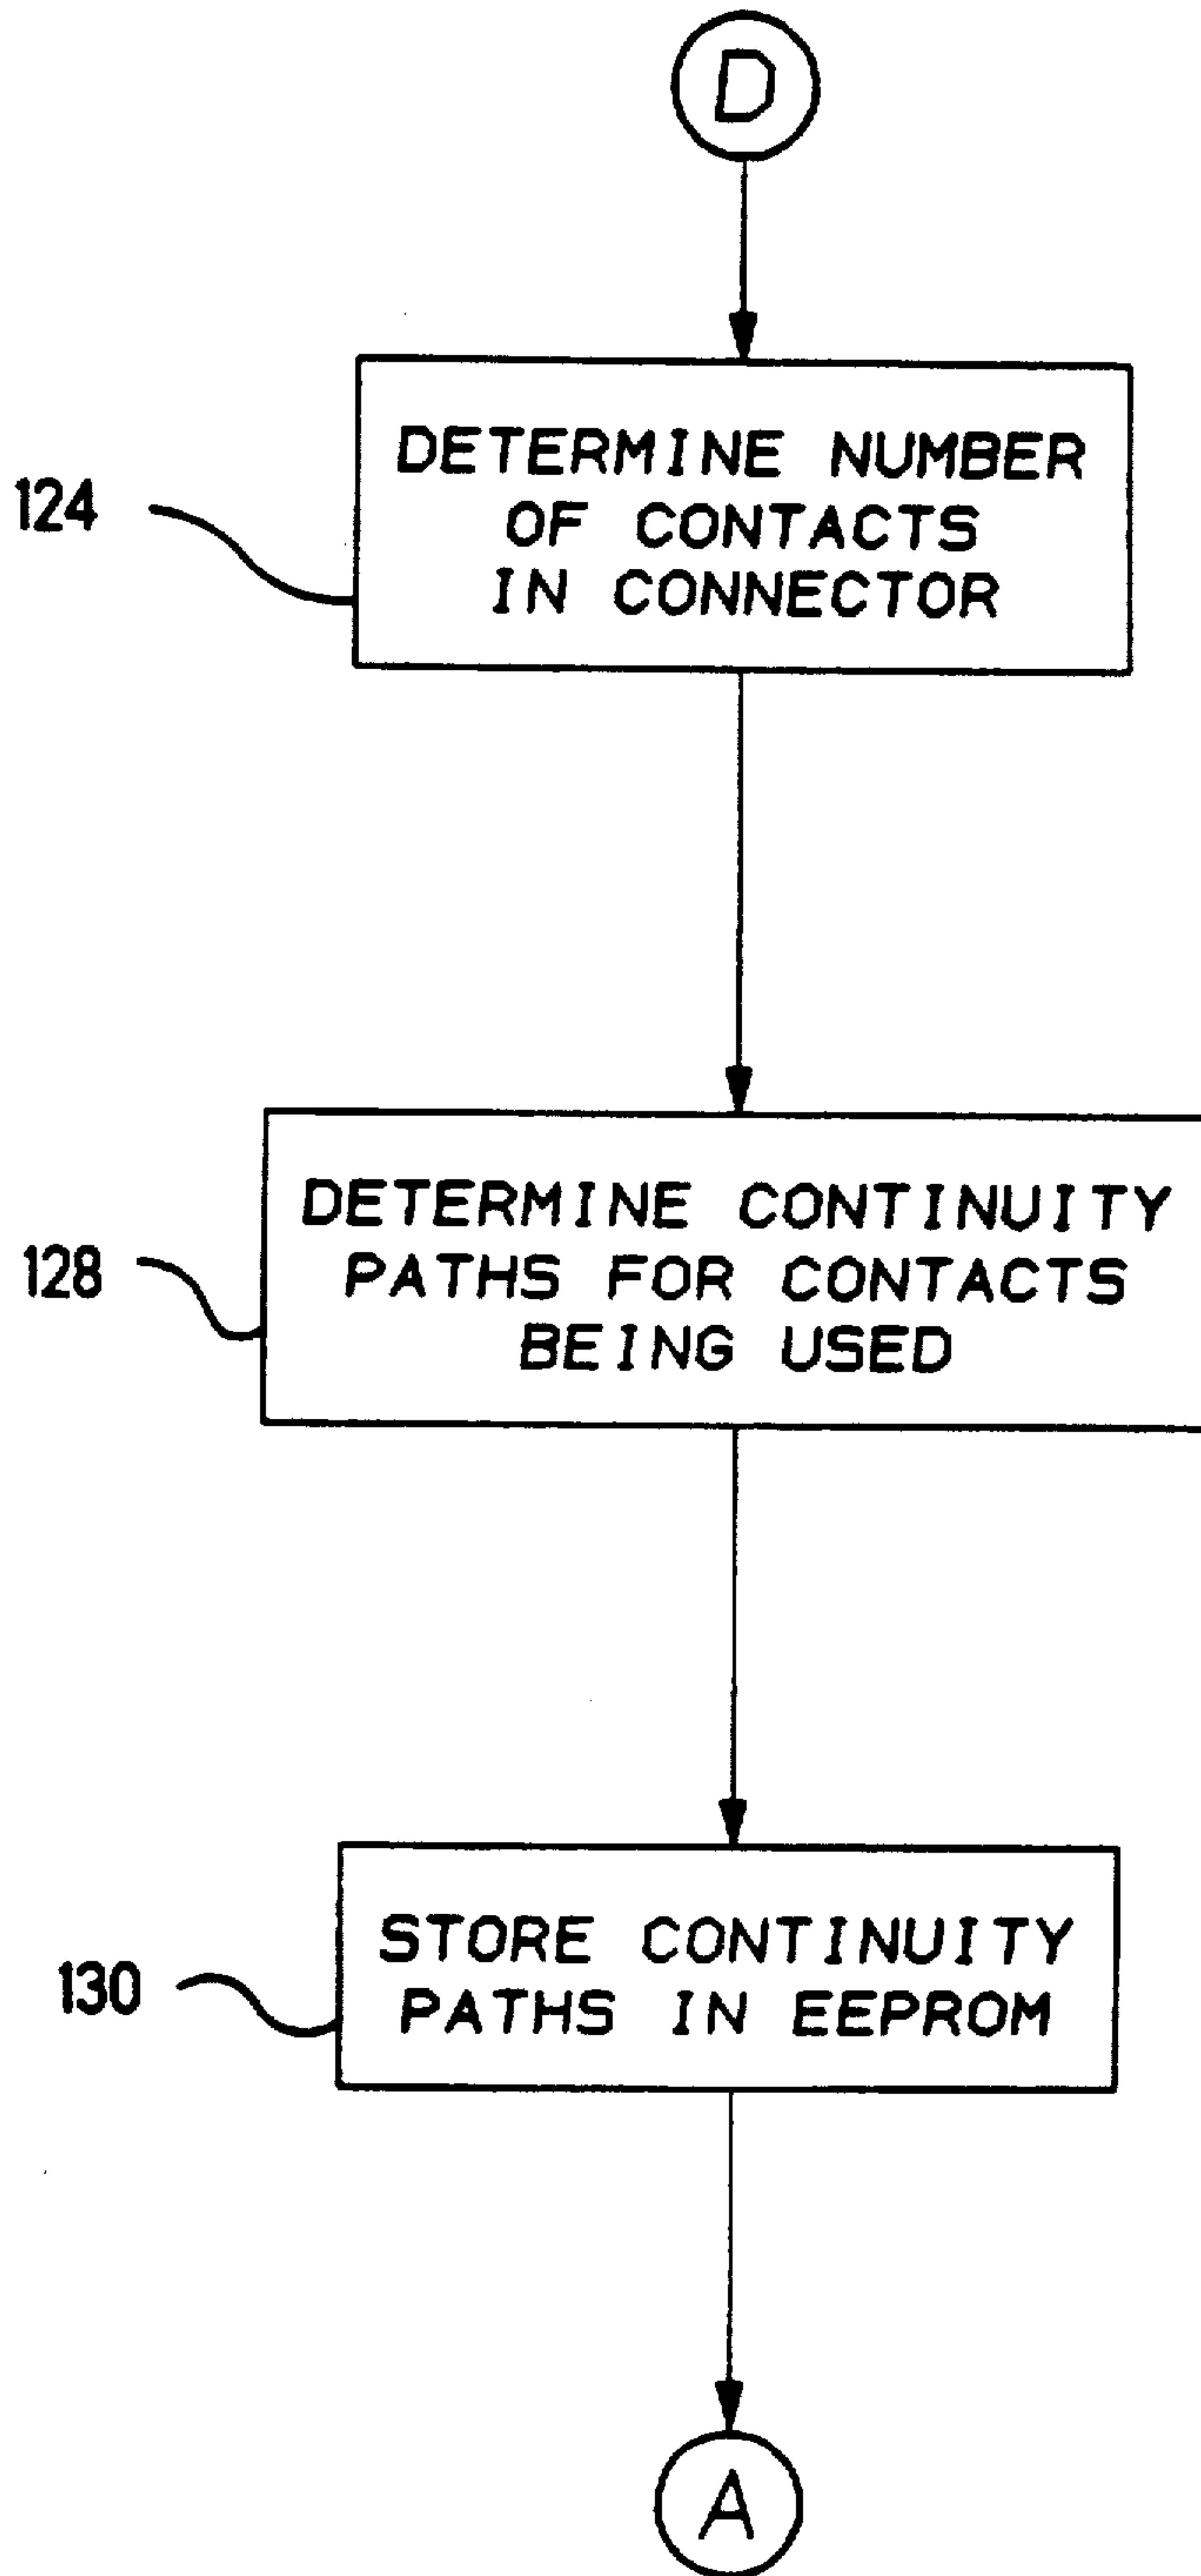 D
124
DETERMINE NUMBER
OF CONTACTS
IN CONNECTOR
128
DETERMINE CONTINUITY
PATHS FOR CONTACTS
BEING USED
130
STORE CONTINUITY
PATHS IN EEPROM
A